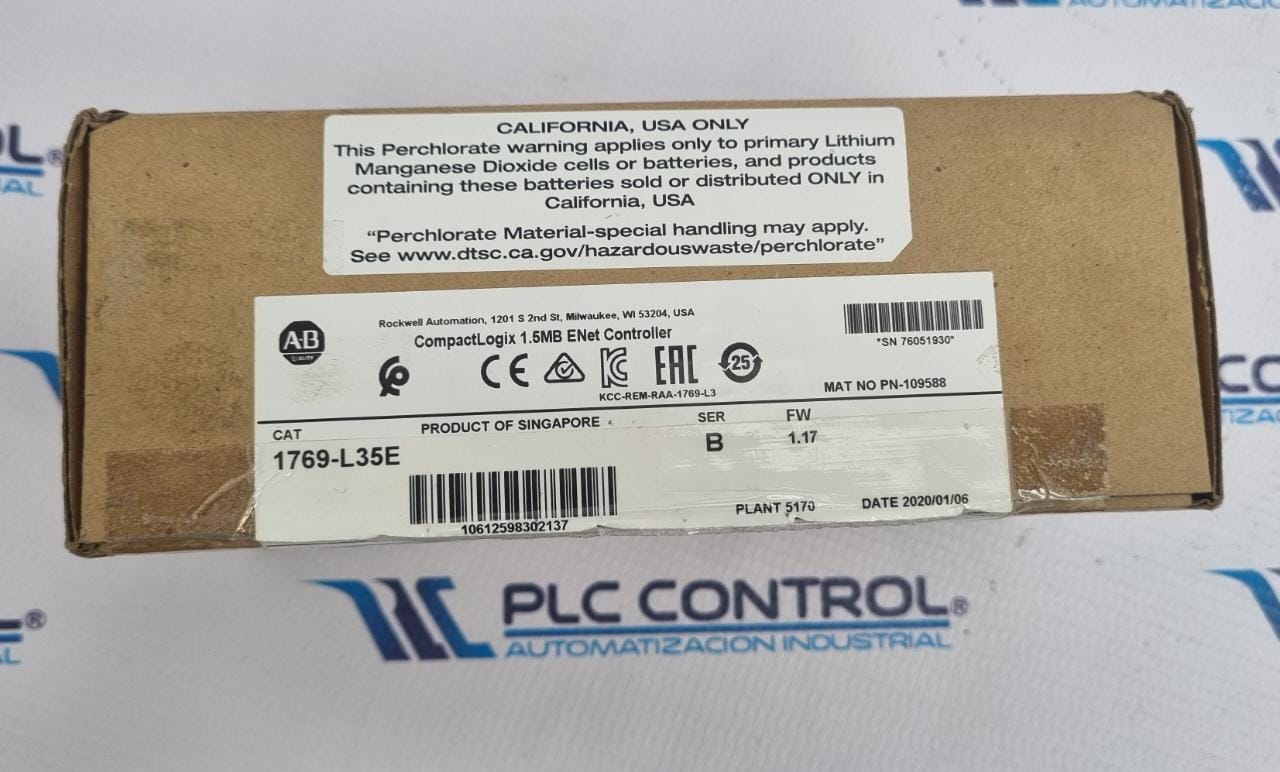 AUTOMATIZACIÓN INDUSTRIAL
CALIFORNIA, USA ONLY
This Perchlorate warning applies only to primary Lithium
Manganese Dioxide cells or batteries, and products
containing these batteries sold or distributed ONLY in
California, USA
“Perchlorate Material-special handling may apply.
See www.dtsc.ca.gov/hazardouswaste/perchlorate”
Rockwell Automation, 1201 S 2nd St, Milwaukee, WI 53204, USA
CompactLogix 1.5MB ENet Controller
A-B
QUALITY
CE
EAC
25
KCC-REM-RAA-1769-L3
*SN 76051930*
MAT NO PN-109588
CAT
1769-L35E
PRODUCT OF SINGAPORE
SER
B
FW
1.17
10612598302137
PLANT 5170
DATE 2020/01/06
PLC CONTROL®
AUTOMATIZACIÓN INDUSTRIAL